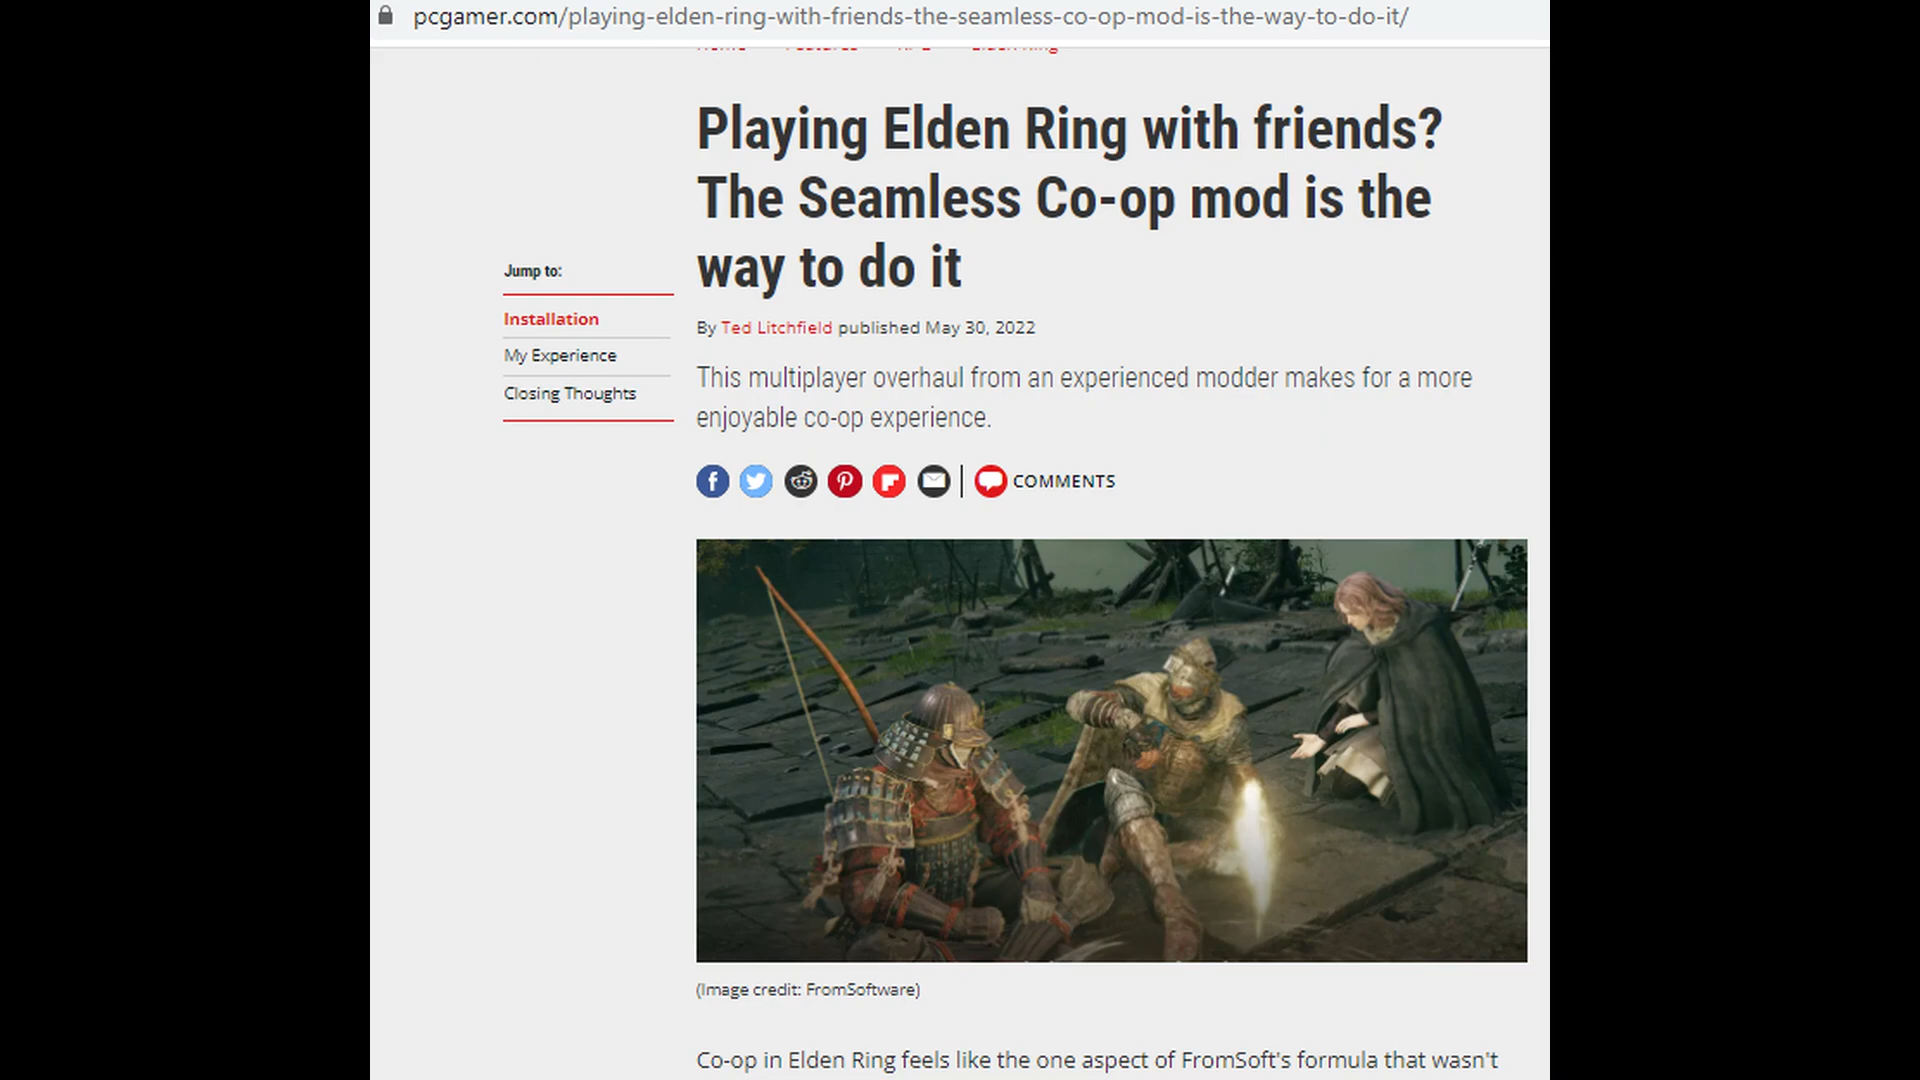 pcgamer.com/playing-elden-ring-with-friends-the-seamless-co-op-mod-is-the-way-to-do-it/
Playing Elden Ring with friends?
The Seamless Co-op mod is the
way to do it
Jump to:
Installation
My Experience
Closing Thoughts
By Ted Litchfield published May 30, 2022
This multiplayer overhaul from an experienced modder makes for a more
enjoyable co-op experience.
COMMENTS
(Image credit: FromSoftware)
Co-op in Elden Ring feels like the one aspect of FromSoft's formula that wasn't